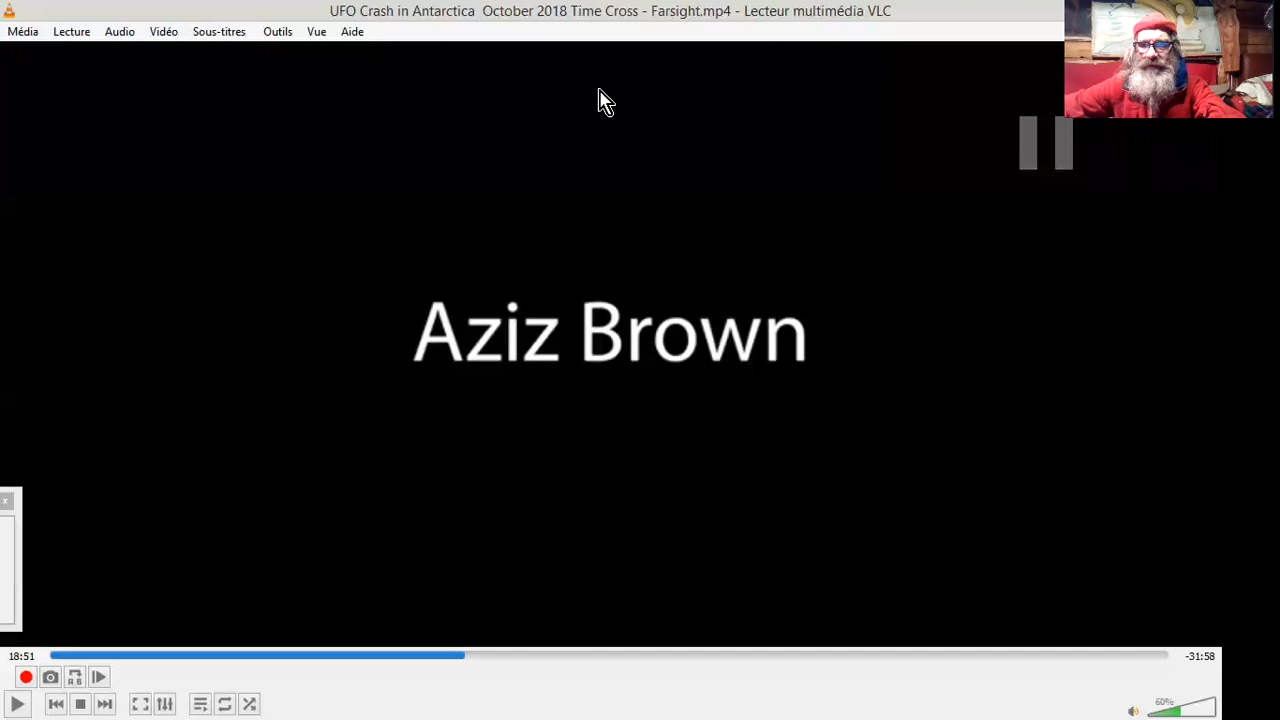 UFO Crash in Antarctica  October 2018 Time Cross - Farsight.mp4 - Lecteur multimédia VLC
Média Lecture Audio Vidéo Sous-titres Outils Vue Aide
Aziz Brown
x
18:51 -31:58
A B
60%